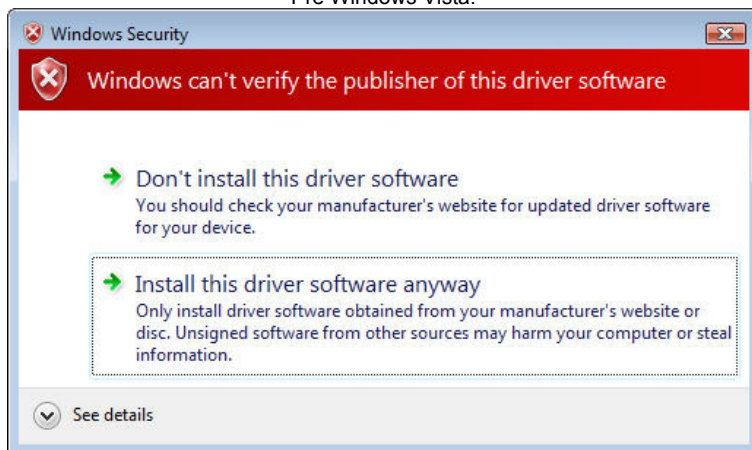 Pre Windows Vista.
Windows Security
Windows can't verify the publisher of this driver software
Don't install this driver software
You should check your manufacturer's website for updated driver software
for your device.
Install this driver software anyway
Only install driver software obtained from your manufacturer's website or
disc. Unsigned software from other sources may harm your computer or steal
information.
See details